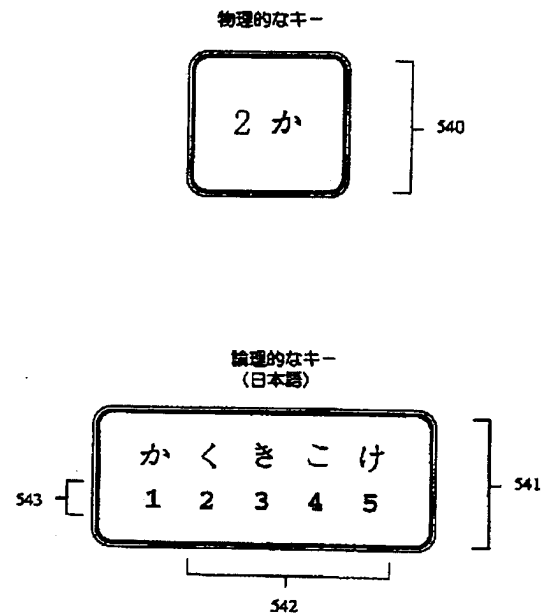 物理的なキー
2 か
540
論理的なキー
(日本語)
か く き こ け
1 2 3 4 5
543
541
542